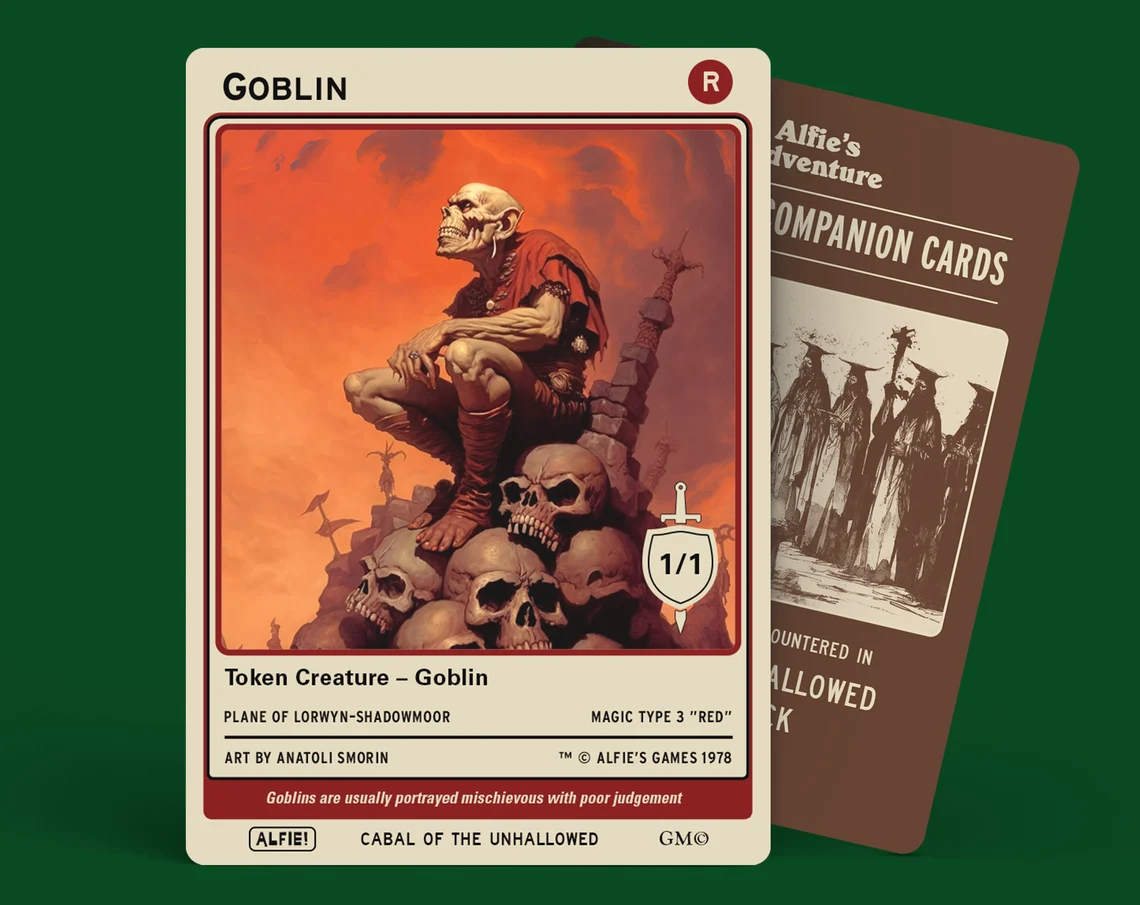 GOBLIN
R
1/1
Token Creature – Goblin
PLANE OF LORWYN-SHADOWMOOR
MAGIC TYPE 3 "RED"
ART BY ANATOLI SMORIN
™ © ALFIE'S GAMES 1978
Goblins are usually portrayed mischievous with poor judgement
ALFIE!
CABAL OF THE UNHALLOWED
GM©
Alfie's
dventure
OMPANION CARDS
OUNTERED IN
ALLOWED
CK